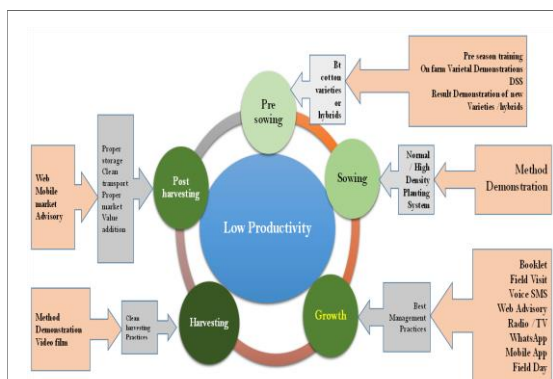 Pre season training
On farm Varietal Demonstrations
DSS
Result Demonstration of new
Varieties /hybrids
Bt
cotton
varieties
or
hybrids
Pre
sowing
Sowing
Normal
/ High
Density
Planting
System
Method
Demonstration
Web
Mobile
market
Advisory
Proper
storage
Clean
transport
Proper
market
Value
addition
Post
harvesting
Low Productivity
Method
Demonstration
Video film
Clean
harvesting
Practices
Harvesting
Growth
Best
Management
Practices
Booklet
Field Visit
Voice SMS
Web Advisory
Radio /TV
WhatsApp
Mobile App
Field Day